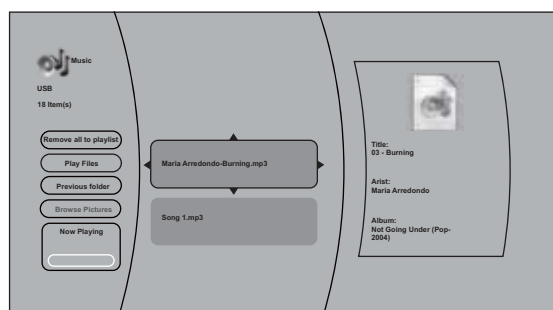 Music
USB
18 Item(s)
Remove all to playlist
Play Files
Previous folder
Browse Pictures
Now Playing
Maria Arredondo-Burning.mp3
Song 1.mp3
Title:
03 - Burning
Arist:
Maria Arredondo
Album:
Not Going Under (Pop-
2004)